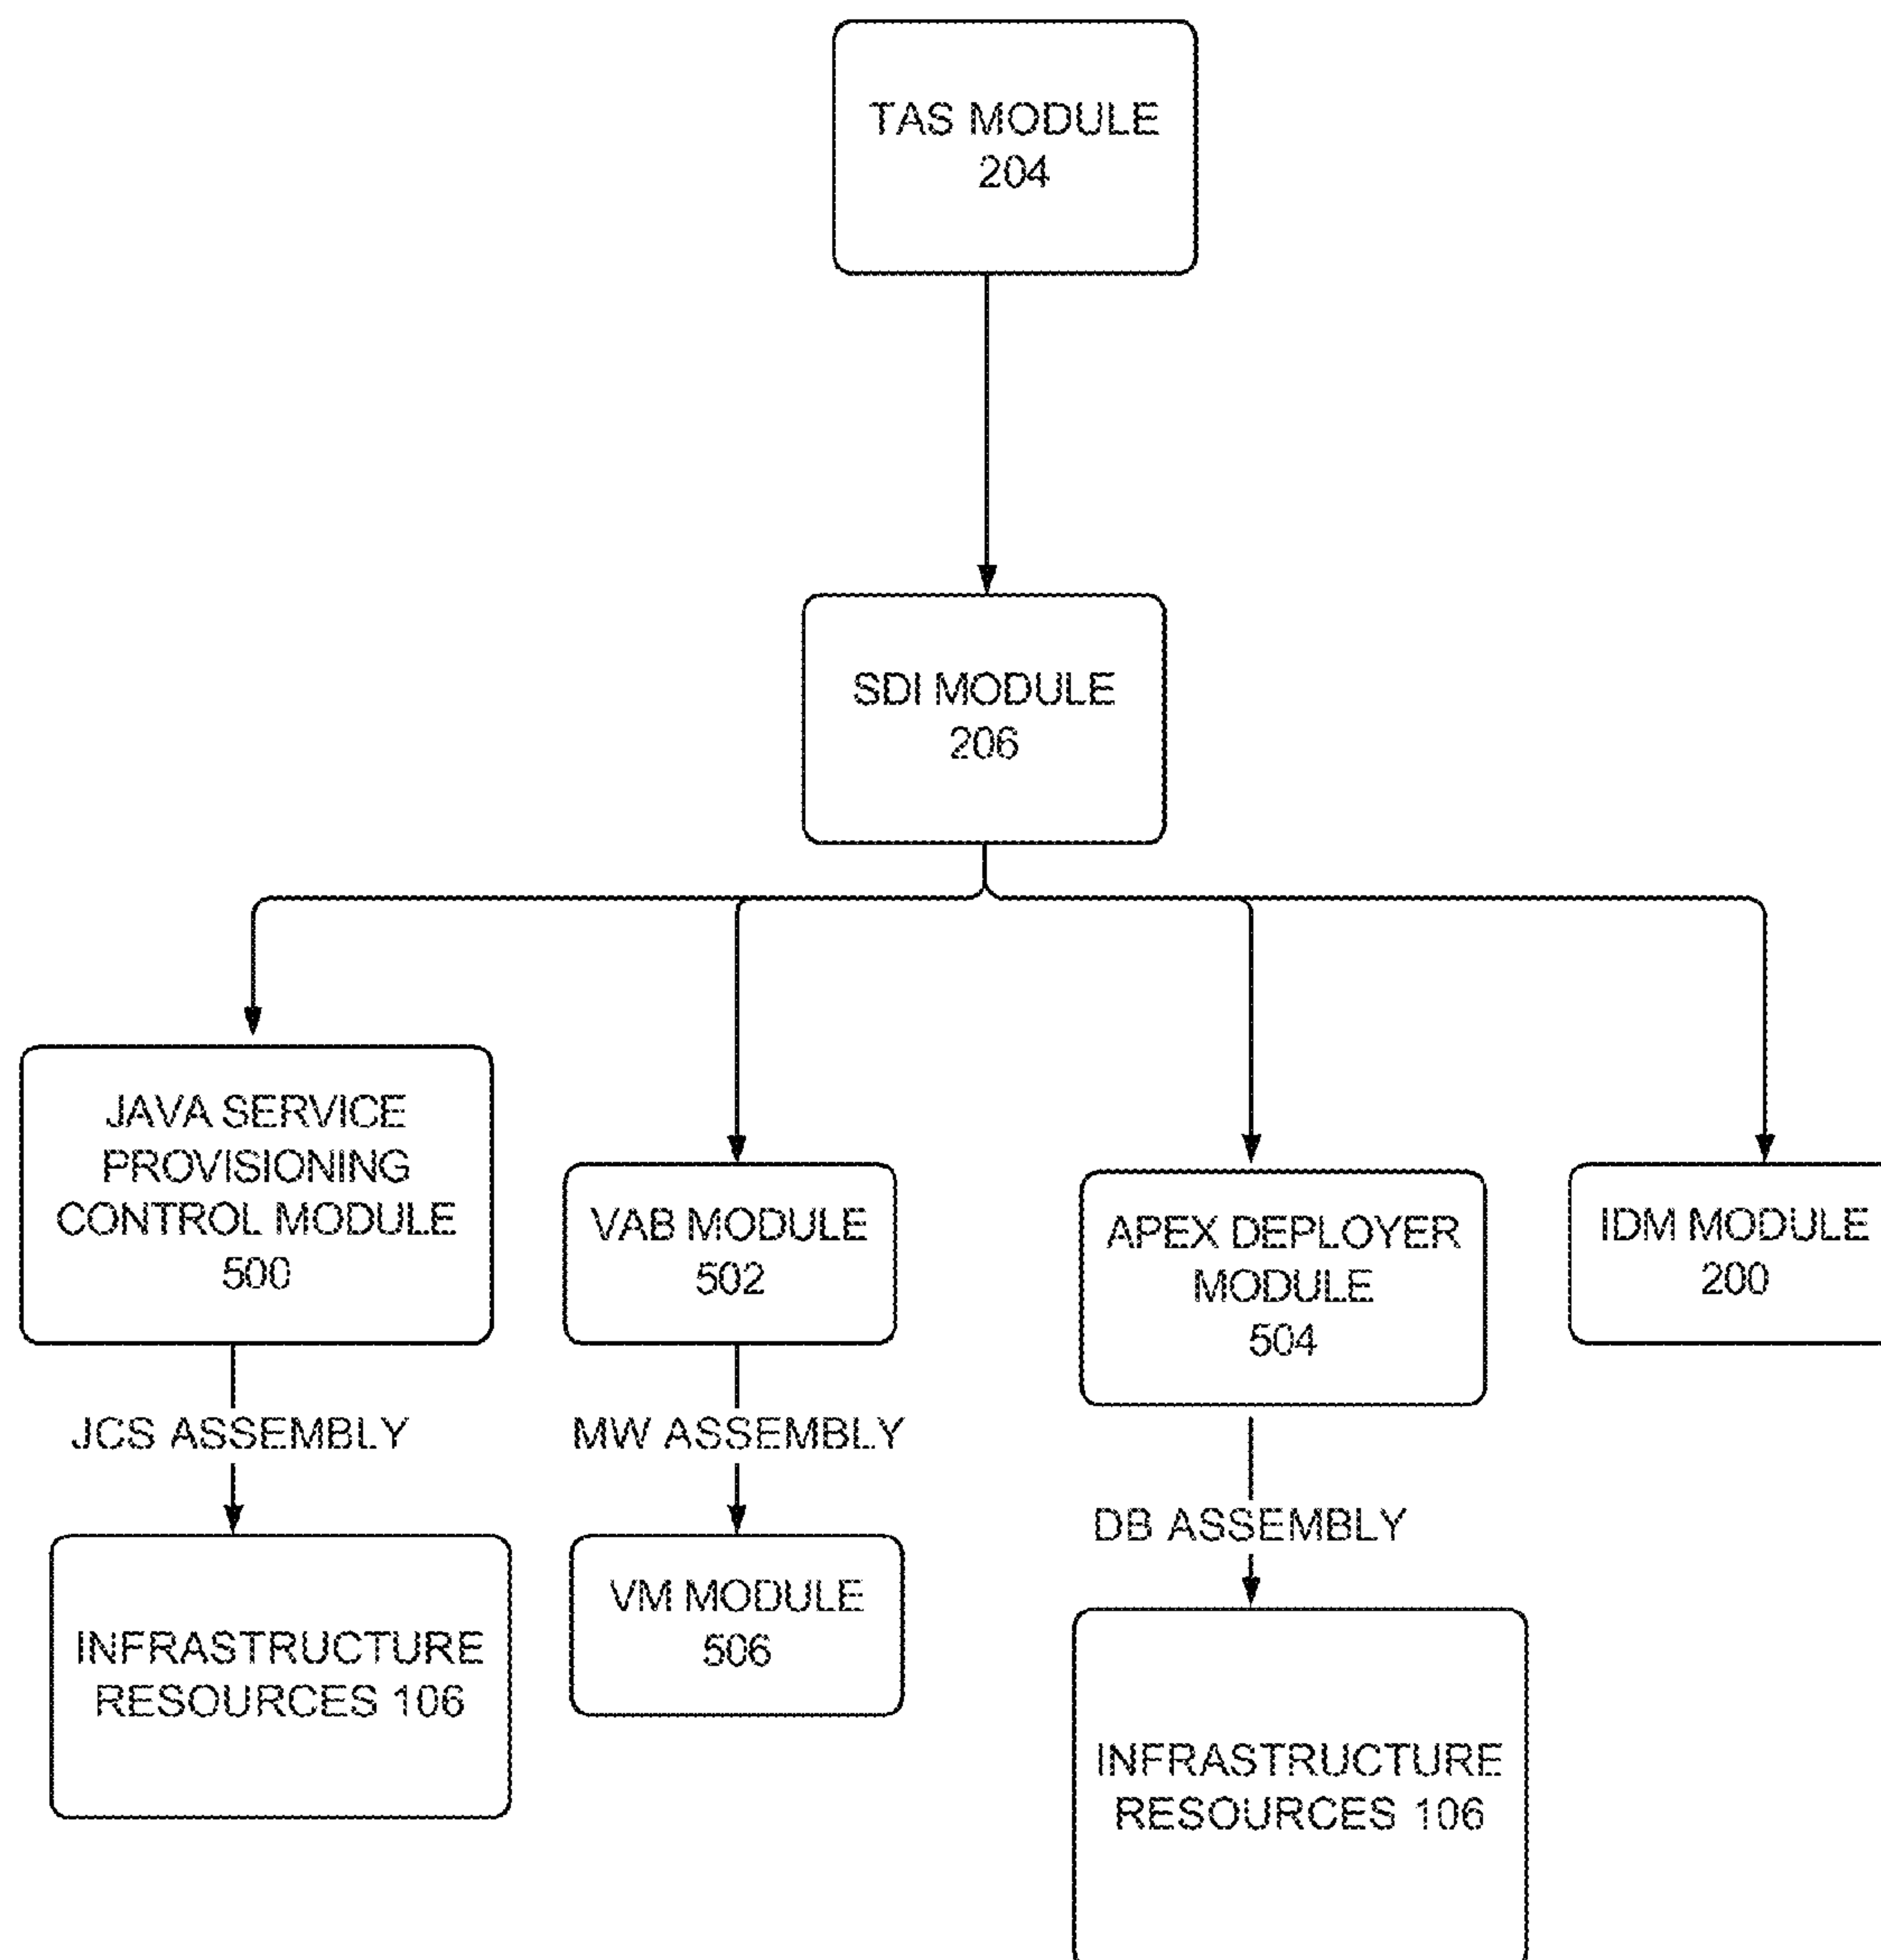 TAS MODULE
204
SDI MODULE
206
JAVA SERVICE
PROVISIONING
CONTROL MODULE
500
VAB MODULE
502
APEX DEPLOYER
MODULE
504
IDM MODULE
200
JCS ASSEMBLY
MW ASSEMBLY
DB ASSEMBLY
INFRASTRUCTURE
RESOURCES 106
VM MODULE
506
INFRASTRUCTURE
RESOURCES 106